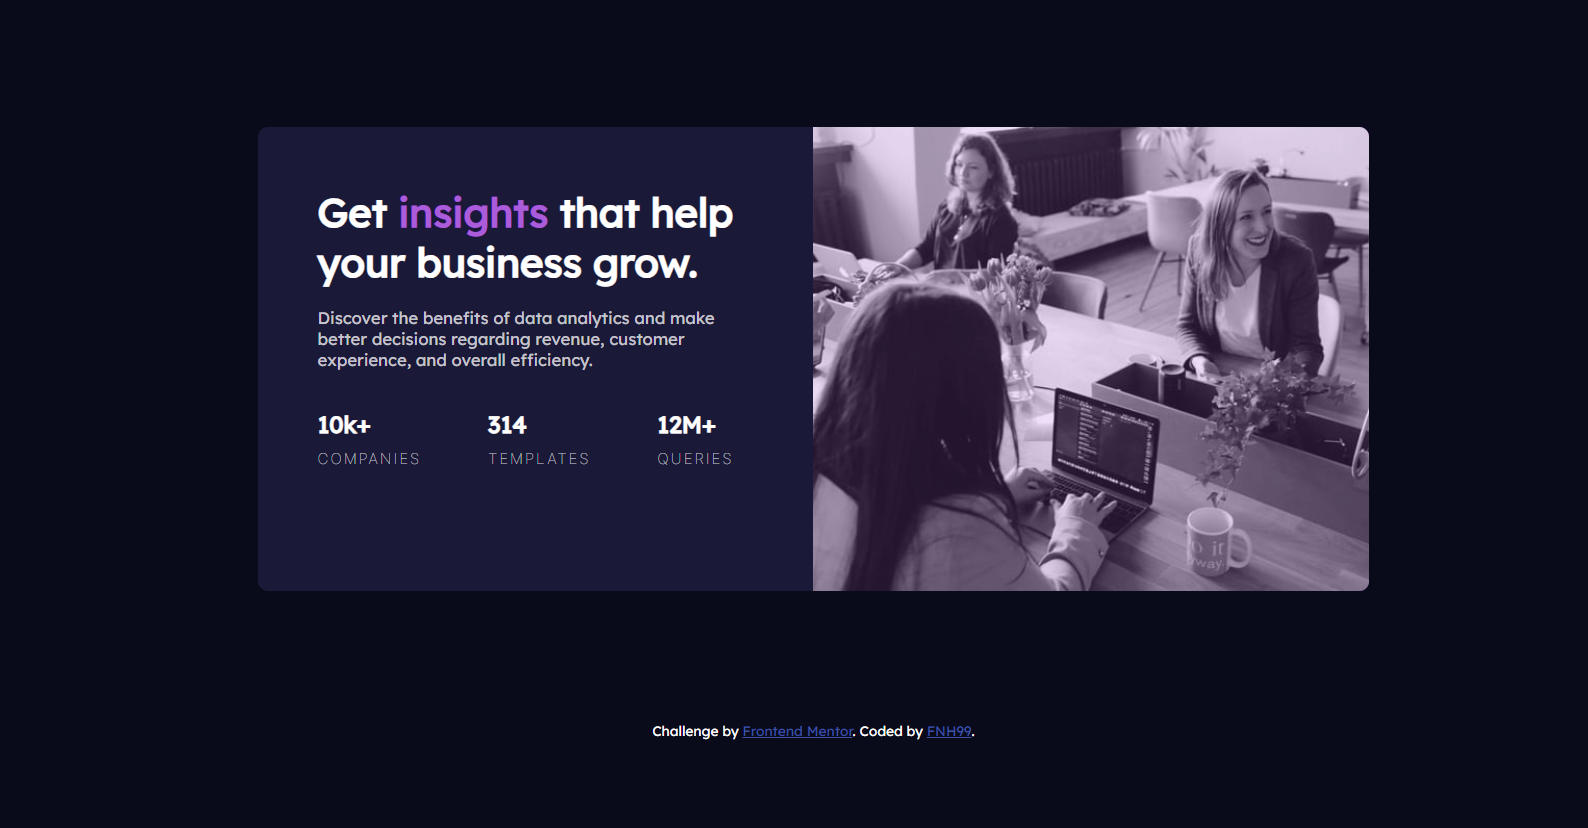 Get insights that help
your business grow.
Discover the benefits of data analytics and make
better decisions regarding revenue, customer
experience, and overall efficiency.
10k+ 314 12M+
COMPANIES TEMPLATES QUERIES
Challenge by Frontend Mentor. Coded by FNH99.